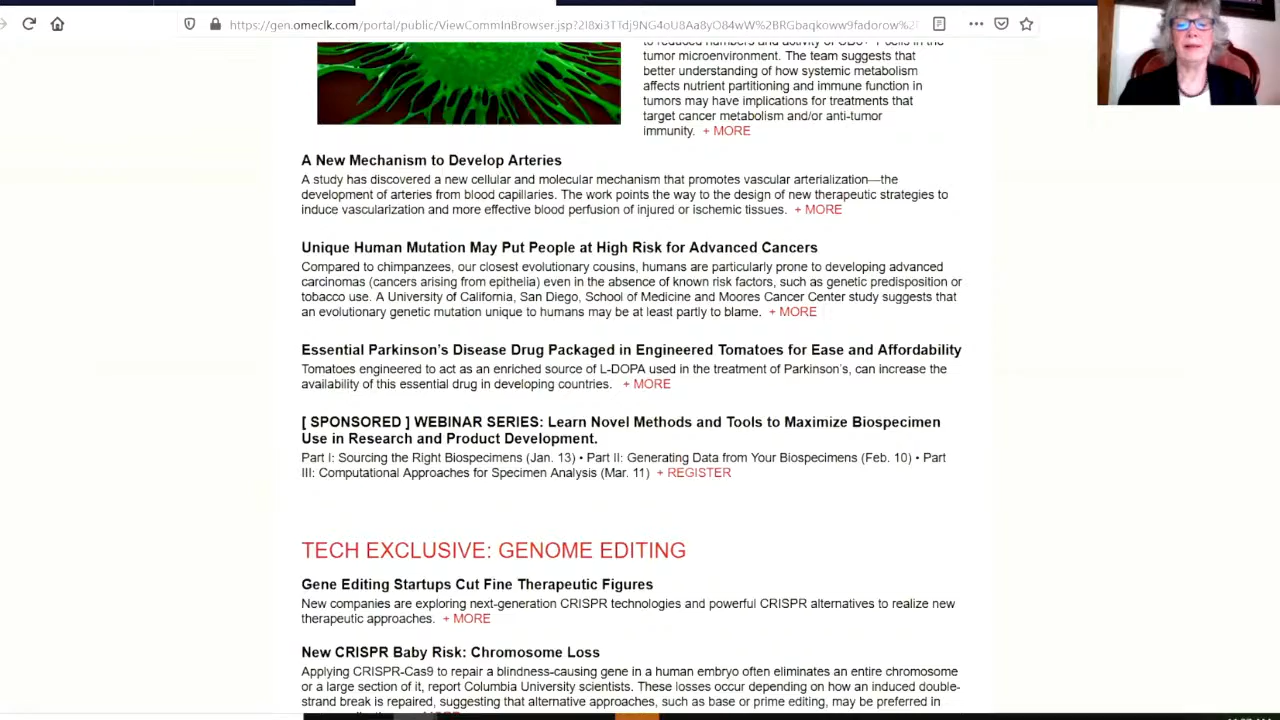 https://gen.omeclk.com/portal/public/ViewCommInBrowser.jsp?
tumor microenvironment. The team suggests that
better understanding of how systemic metabolism
affects nutrient partitioning and immune function in
tumors may have implications for treatments that
target cancer metabolism and/or anti-tumor
immunity. + MORE
A New Mechanism to Develop Arteries
A study has discovered a new cellular and molecular mechanism that promotes vascular arterialization—the
development of arteries from blood capillaries. The work points the way to the design of new therapeutic strategies to
induce vascularization and more effective blood perfusion of injured or ischemic tissues. + MORE
Unique Human Mutation May Put People at High Risk for Advanced Cancers
Compared to chimpanzees, our closest evolutionary cousins, humans are particularly prone to developing advanced
carcinomas (cancers arising from epithelia) even in the absence of known risk factors, such as genetic predisposition or
tobacco use. A University of California, San Diego, School of Medicine and Moores Cancer Center study suggests that
an evolutionary genetic mutation unique to humans may be at least partly to blame. + MORE
Essential Parkinson's Disease Drug Packaged in Engineered Tomatoes for Ease and Affordability
Tomatoes engineered to act as an enriched source of L-DOPA used in the treatment of Parkinson's, can increase the
availability of this essential drug in developing countries. + MORE
[ SPONSORED ] WEBINAR SERIES: Learn Novel Methods and Tools to Maximize Biospecimen
Use in Research and Product Development.
Part I: Sourcing the Right Biospecimens (Jan. 13) • Part II: Generating Data from Your Biospecimens (Feb. 10) • Part
III: Computational Approaches for Specimen Analysis (Mar. 11) + REGISTER
TECH EXCLUSIVE: GENOME EDITING
Gene Editing Startups Cut Fine Therapeutic Figures
New companies are exploring next-generation CRISPR technologies and powerful CRISPR alternatives to realize new
therapeutic approaches. + MORE
New CRISPR Baby Risk: Chromosome Loss
Applying CRISPR-Cas9 to repair a blindness-causing gene in a human embryo often eliminates an entire chromosome
or a large section of it, report Columbia University scientists. These losses occur depending on how an induced double-
strand break is repaired, suggesting that alternative approaches, such as base or prime editing, may be preferred in